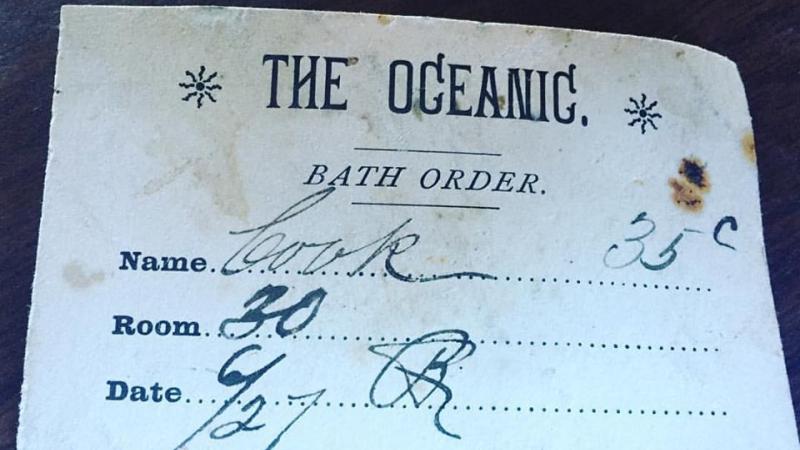 THE OCEANIC.
BATH ORDER.
Name Cook 35c
Room 30
Date 6/27